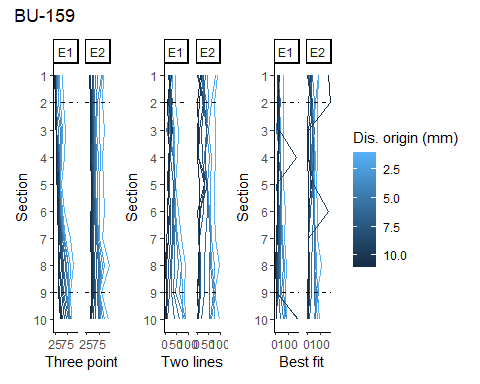 BU-159
E1 E2 E1 E2 E1 E2
1 1 1
2 2 2
3 3 3
4 4 4
5 5 5
6 6 6
7 7 7
8 8 8
9 9 9
10 10 10
Section Section Section
2575 2575 050100 050100 0100 0100
Three point Two lines Best fit
Dis. origin (mm)
2.5
5.0
7.5
10.0